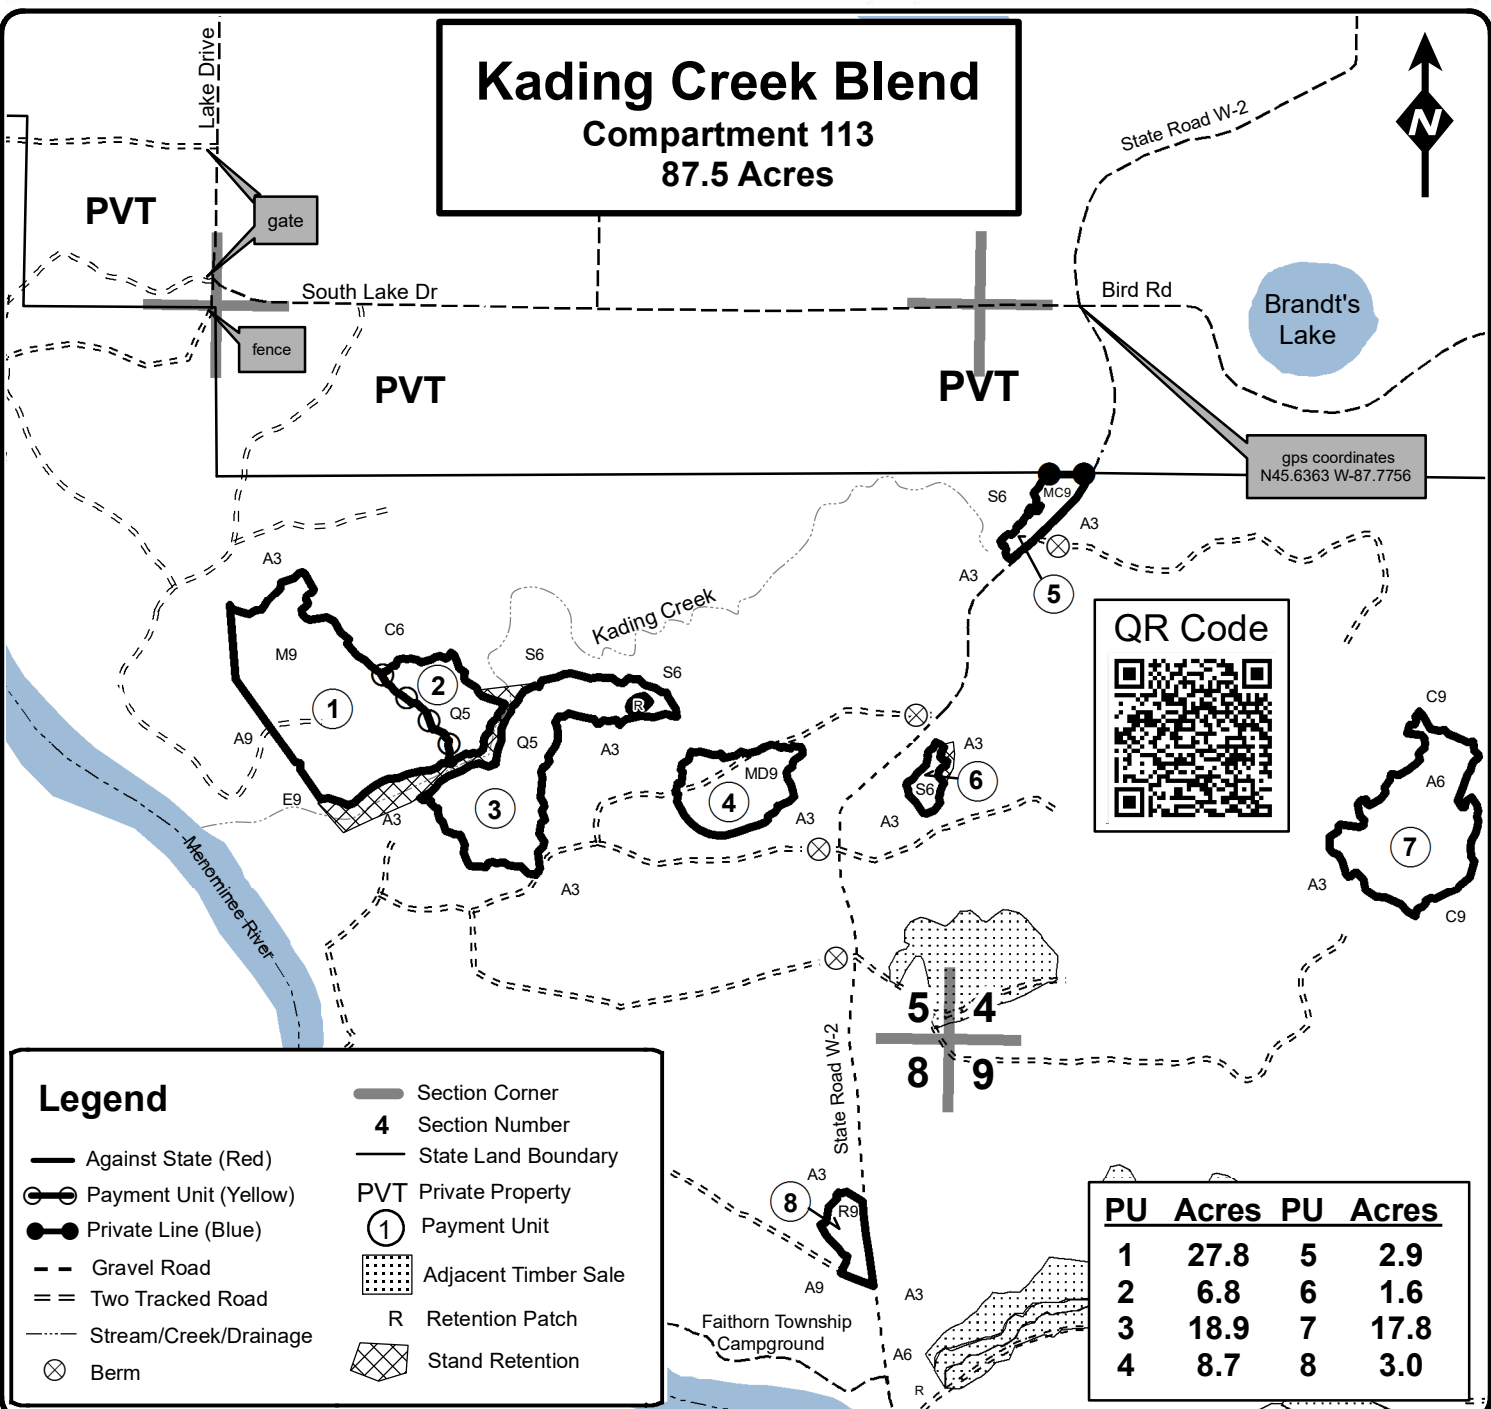 Kading Creek Blend
Compartment 113
87.5 Acres
N
Lake Drive
State Road W-2
PVT
gate
South Lake Dr
Bird Rd
Brandt's
Lake
fence
PVT
PVT
gps coordinates
N45.6363 W-87.7756
S6
MC9
A3
A3
5
A3
Kading Creek
QR Code
C6
M9
S6
S6
2
1
Q5
R
Q5
A3
A9
C9
A3
MD9
6
A6
S6
E9
4
3
A3
A3
A3
7
A3
A3
C9
Menominee River
5 4
8 9
State Road W-2
A3
8
R9
A9
A3
Faithorn Township
Campground
A6
R
Legend
Against State (Red)
Payment Unit (Yellow)
Private Line (Blue)
Gravel Road
Two Tracked Road
Stream/Creek/Drainage
Berm
Section Corner
4 Section Number
State Land Boundary
PVT Private Property
1 Payment Unit
Adjacent Timber Sale
R Retention Patch
Stand Retention
PU Acres PU Acres
1 27.8 5 2.9
2 6.8 6 1.6
3 18.9 7 17.8
4 8.7 8 3.0